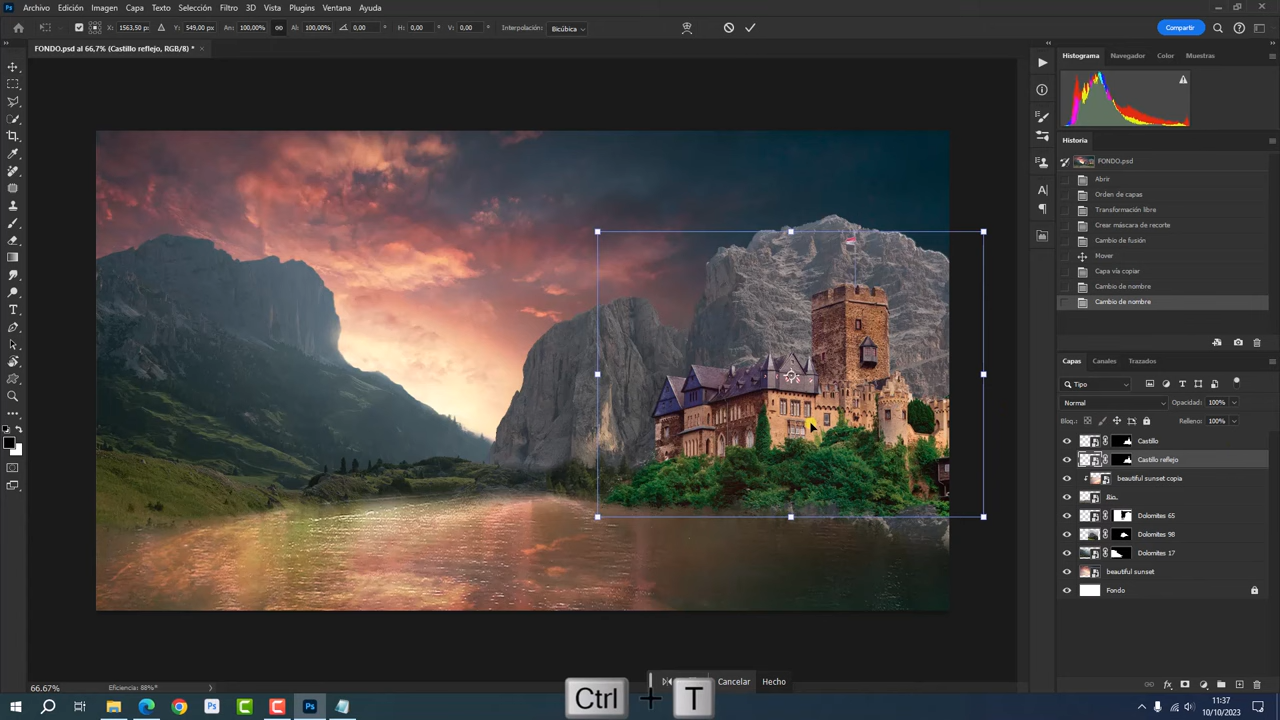 Archivo Edición Imagen Capa Texto Selección Filtro 3D Vista Plugins Ventana Ayuda
X: 1563,50 px Y: 549,00 px An: 100,00% Al: 100,00% 0,00 H: 0,00 V: 0,00 Interpolación: Bicúbica
Compartir
FONDO.psd al 66,7% (Castillo reflejo, RGB/8) *
Histograma Navegador Color Muestras
Historia
FONDO.psd
Abrir
Orden de capas
Transformación libre
Crear máscara de recorte
Cambio de fusión
Mover
Capa vía copiar
Cambio de nombre
Cambio de nombre
Capas Canales Trazados
Tipo
Normal Opacidad: 100%
Bloq.: Relleno: 100%
Castillo
Castillo reflejo
beautiful sunset copia
Rio.
Dolomites 65
Dolomites 98
Dolomites 17
beautiful sunset
Fondo
Cancelar Hecho
66.67% Eficiencia: 88%*
Ctrl + T
11:37
10/10/2023